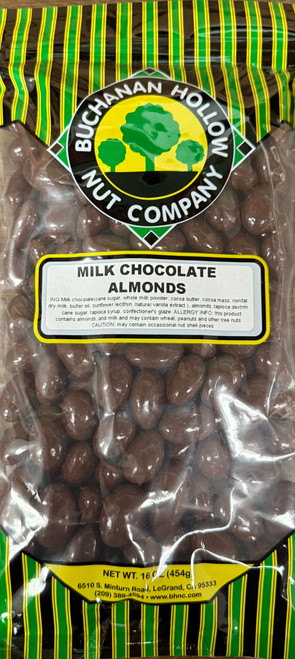 BUCHANAN HOLLOW
NUT COMPANY
MILK CHOCOLATE
ALMONDS
ING:Milk chocolate(cane sugar, whole milk powder, cocoa butter, cocoa mass, nonfat
dry milk, butter oil, sunflower lecithin, natural vanilla extract ), almonds, tapioca dextrin
cane sugar, tapioca syrup, confectioner's glaze, ALLERGY INFO: this product
contains almonds, and milk and may contain wheat, peanuts and other tree nuts
CAUTION: may contain occassional nut shell pieces
NET WT. 16 OZ (454g)
6510 S. Minturn Road, LeGrand, CA 95333
(209) • www.bhnc.com